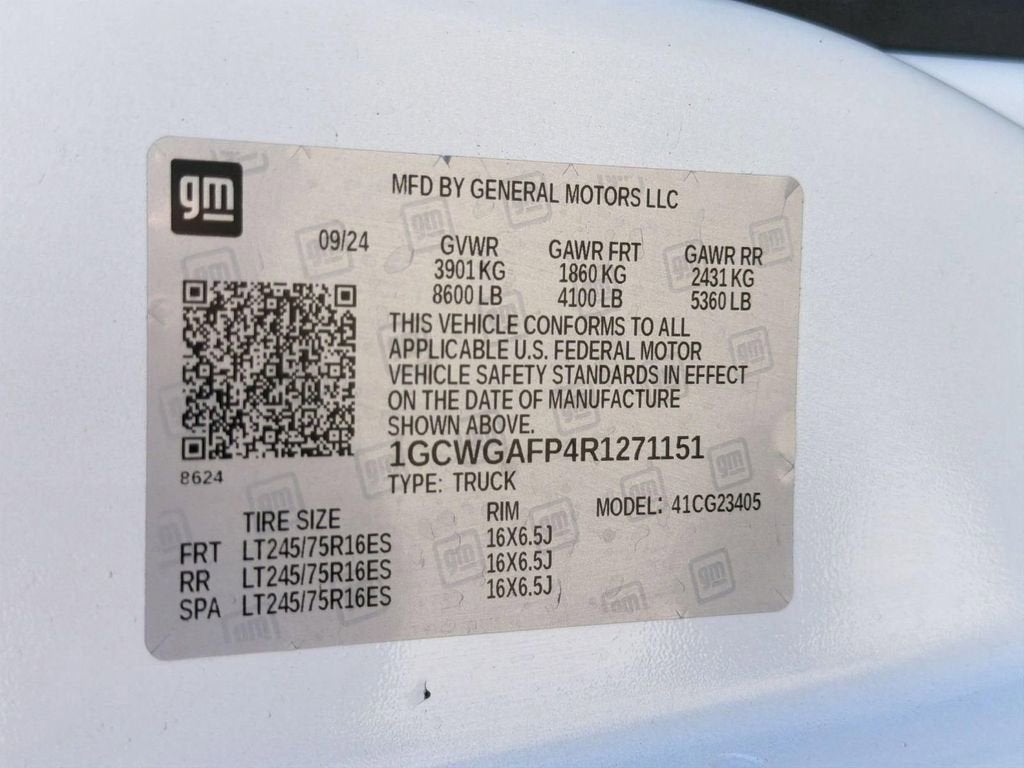 gm
MFD BY GENERAL MOTORS LLC
09/24
GVWR GAWR FRT GAWR RR
3901 KG 1860 KG 2431 KG
8600 LB 4100 LB 5360 LB
THIS VEHICLE CONFORMS TO ALL
APPLICABLE U.S. FEDERAL MOTOR
VEHICLE SAFETY STANDARDS IN EFFECT
ON THE DATE OF MANUFACTURE
SHOWN ABOVE.
1GCWGAFP4R1271151
8624
TYPE: TRUCK
MODEL: 41CG23405
TIRE SIZE RIM
FRT LT245/75R16ES 16X6.5J
RR LT245/75R16ES 16X6.5J
SPA LT245/75R16ES 16X6.5J